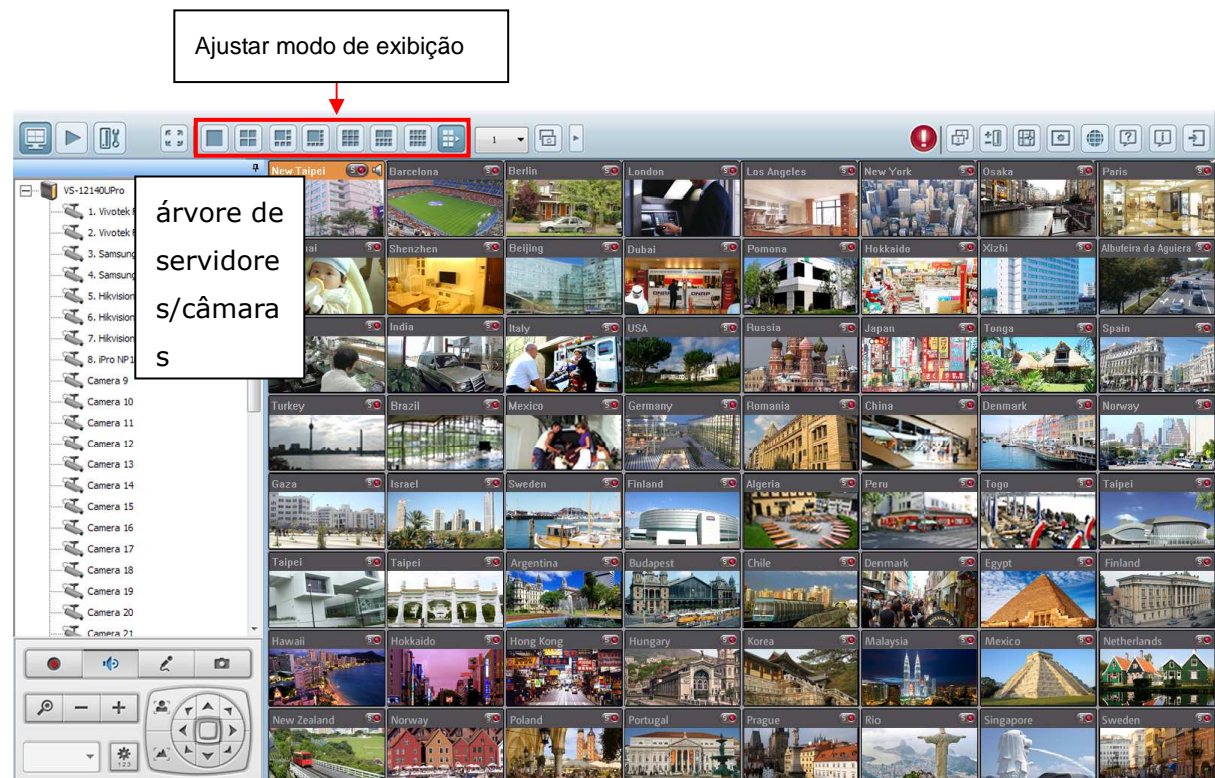 Ajustar modo de exibição
1
VS-12140UPro
1. Vivotek
2. Vivotek
3. Samsung
4. Samsung
5. Hikvision
6. Hikvision
7. Hikvision
8. iPro NP1
Camera 9
Camera 10
Camera 11
Camera 12
Camera 13
Camera 14
Camera 15
Camera 16
Camera 17
Camera 18
Camera 19
Camera 20
Camera 21
árvore de
servidore
s/câmara
s
123
New Taipei Barcelona Berlin London Los Angeles New York Osaka Paris
Shenzhen Beijing Dubai Pomona Hokkaido Xizhi Albufeira da Aguiera
India Italy USA Russia Japan Tonga Spain
Turkey Brazil Mexico Germany Romania China Denmark Norway
Gaza Israel Sweden Finland Algeria Peru Togo Taipei
Taipei Taipei Argentina Budapest Chile Denmark Egypt Finland
Hawaii Hokkaido Hong Kong Hungary Korea Malaysia Mexico Netherlands
New Zealand Norway Poland Portugal Prague Rio Singapore Sweden